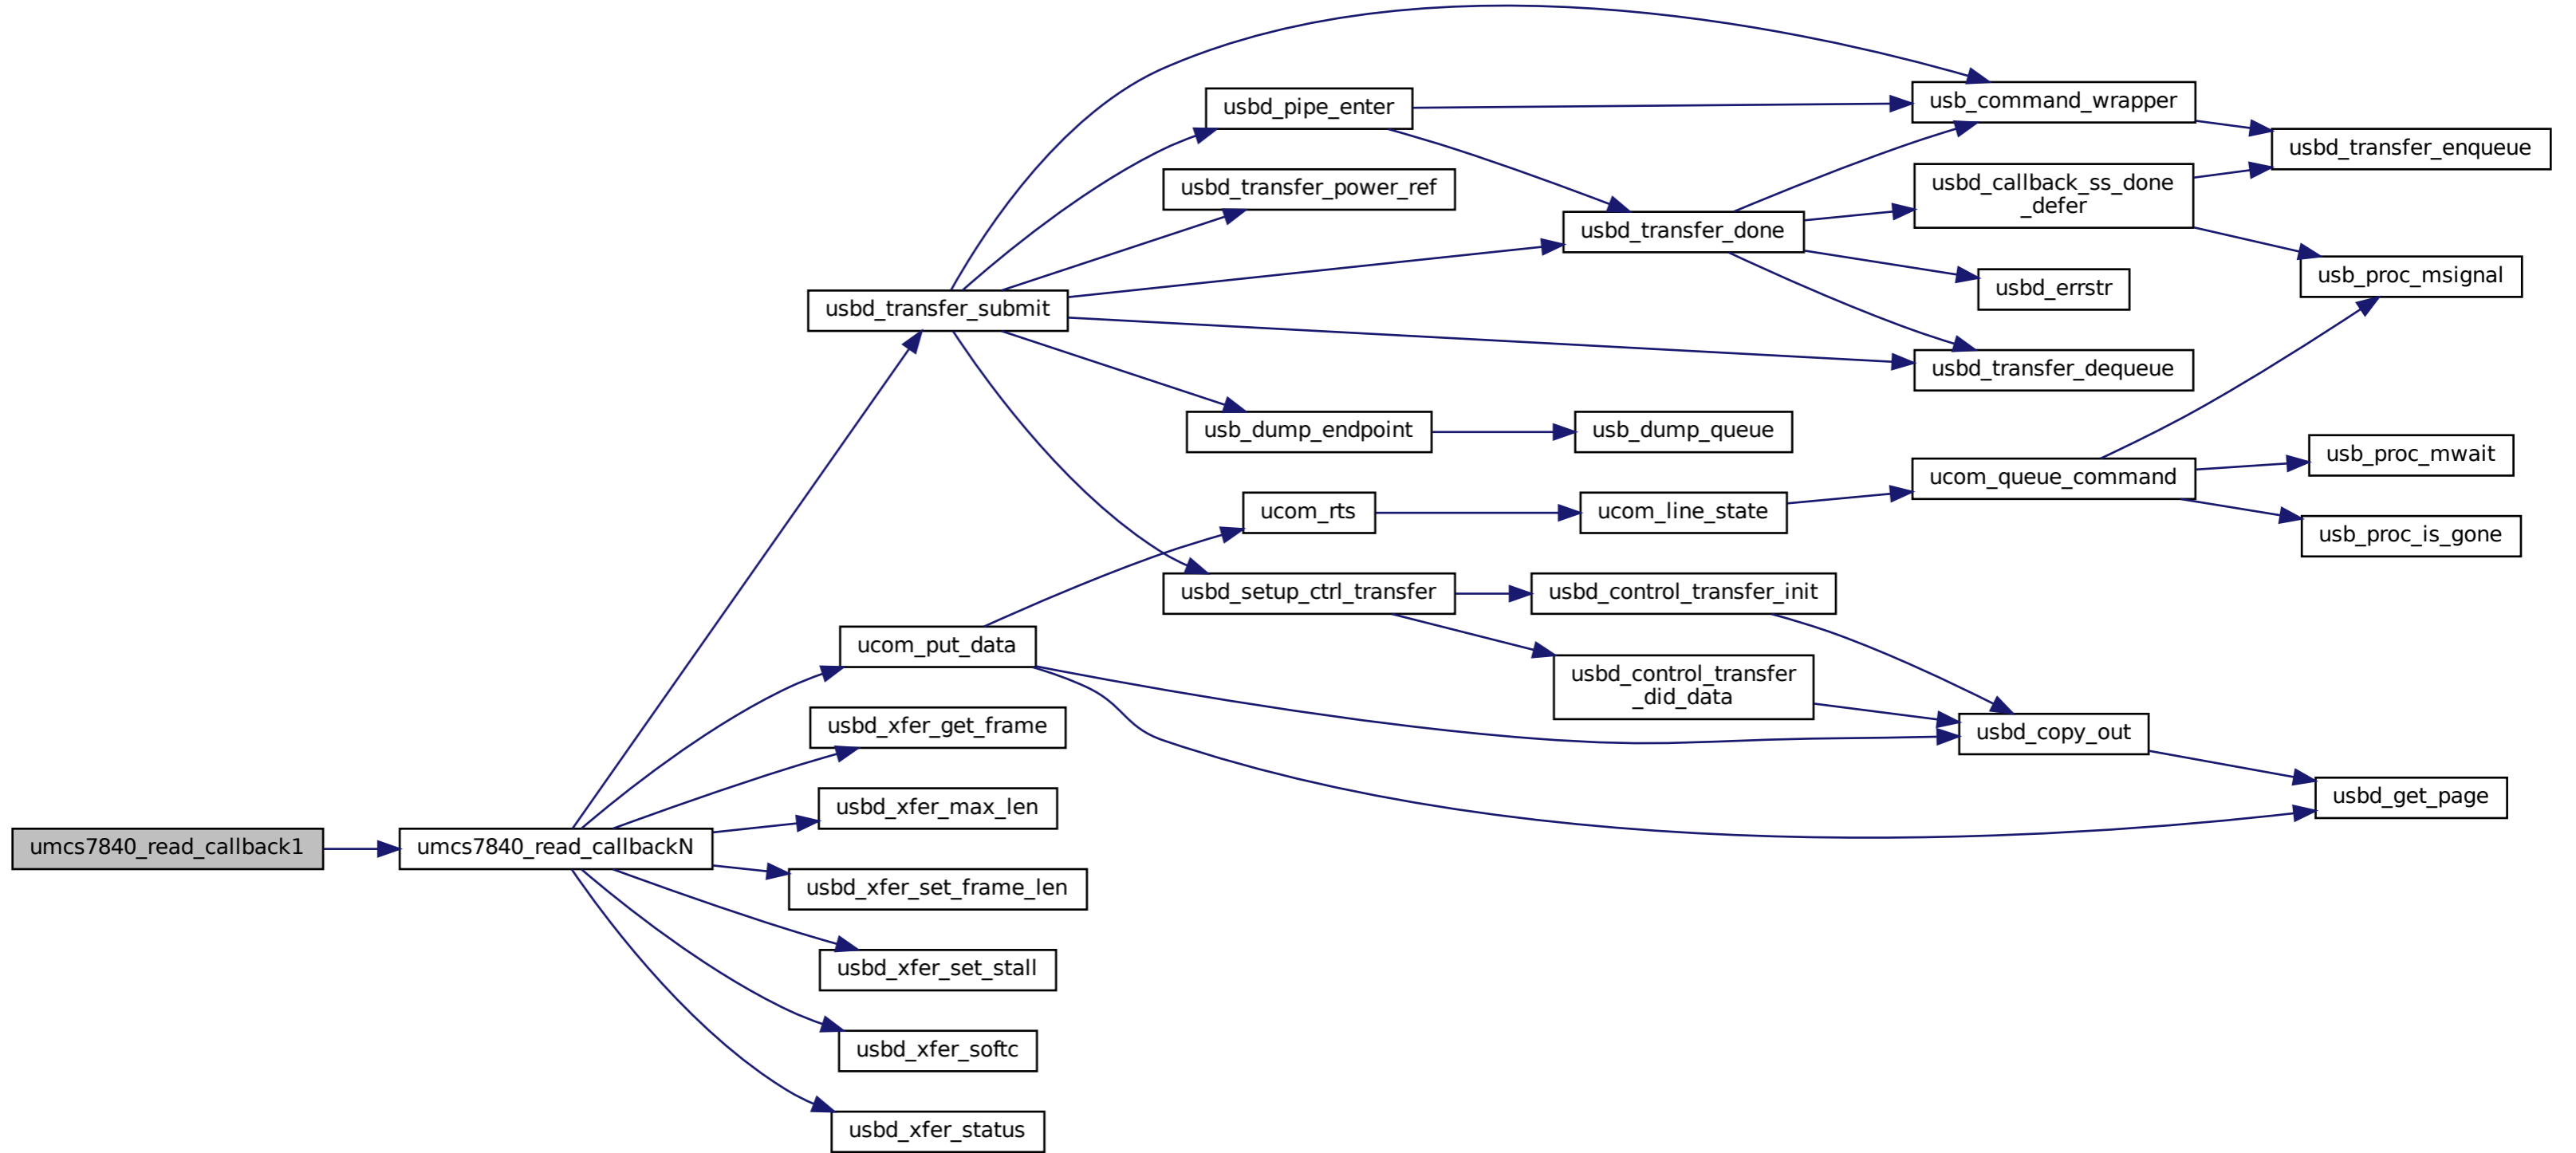 usb_command_wrapper
usbd_pipe_enter
usbd_transfer_enqueue
usbd_transfer_power_ref
usbd_callback_ss_done
_defer
usbd_transfer_done
usb_proc_msignal
usbd_errstr
usbd_transfer_submit
usbd_transfer_dequeue
usb_dump_endpoint
usb_dump_queue
usb_proc_mwait
ucom_queue_command
ucom_rts
ucom_line_state
usb_proc_is_gone
usbd_setup_ctrl_transfer
usbd_control_transfer_init
ucom_put_data
usbd_control_transfer
_did_data
usbd_xfer_get_frame
usbd_copy_out
usbd_get_page
usbd_xfer_max_len
umcs7840_read_callback1
umcs7840_read_callbackN
usbd_xfer_set_frame_len
usbd_xfer_set_stall
usbd_xfer_softc
usbd_xfer_status